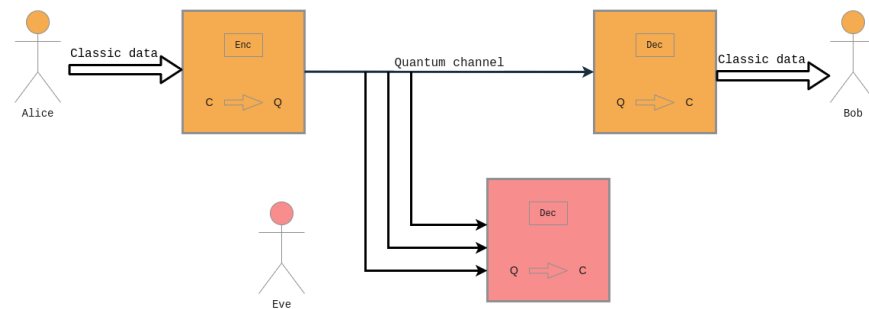 Enc
Dec
Classic data
Quantum channel
Classic data
C Q
Q C
Alice
Bob
Dec
Q C
Eve